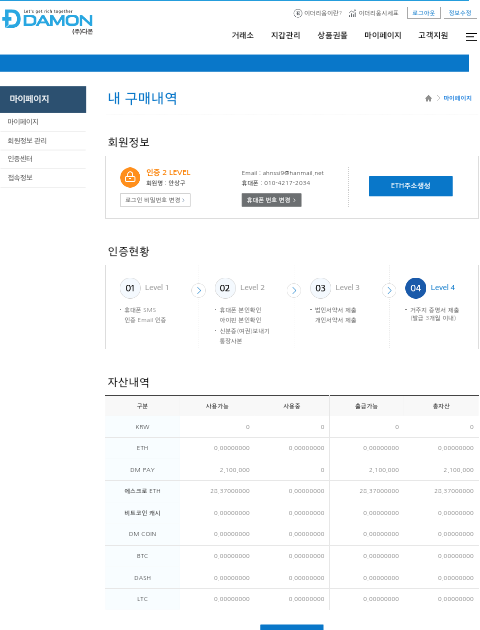 Let's get rich together
DAMON
(주)다몬
이더리움이란? 이더리움시세표 로그아웃 정보수정
거래소 지갑관리 상품권몰 마이페이지 고객지원
마이페이지
마이페이지
회원정보 관리
인증센터
접속정보
내 구매내역
마이페이지
회원정보
인증 2 LEVEL
회원명 : 안상구
로그인 비밀번호 변경 >
Email : ahnssi9@hanmail.net
휴대폰 : 010-4217-2034
휴대폰 번호 변경 >
ETH주소생성
인증현황
01 Level 1
· 휴대폰 SMS
인증 Email 인증
02 Level 2
· 휴대폰 본인확인
아이핀 본인확인
· 신분증(여권)보내기
통장사본
03 Level 3
· 법인서약서 제출
개인서약서 제출
04 Level 4
· 거주지 증명서 제출
(발급 3개월 이내)
자산내역
구분 사용가능 사용중 출금가능 총자산
KRW 0 0 0 0
ETH 0.00000000 0.00000000 0.00000000 0.00000000
DM PAY 2,100,000 0 2,100,000 2,100,000
에스크로 ETH 20.37000000 0.00000000 20.37000000 20.37000000
비트코인 캐시 0.00000000 0.00000000 0.00000000 0.00000000
DM COIN 0.00000000 0.00000000 0.00000000 0.00000000
BTC 0.00000000 0.00000000 0.00000000 0.00000000
DASH 0.00000000 0.00000000 0.00000000 0.00000000
LTC 0.00000000 0.00000000 0.00000000 0.00000000